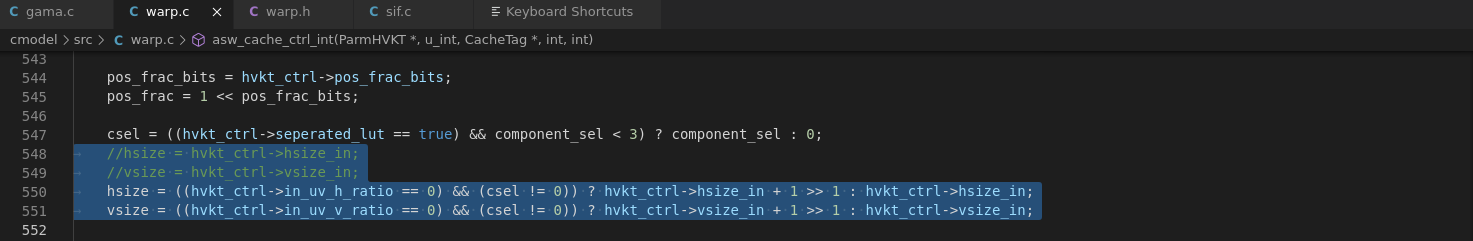 gama.c warp.c warp.h sif.c Keyboard Shortcuts
cmodel > src > warp.c > asw_cache_ctrl_int(ParmHVKT *, u_int, CacheTag *, int, int)
543
544 pos_frac_bits = hvkt_ctrl->pos_frac_bits;
545 pos_frac = 1 << pos_frac_bits;
546
547 csel = ((hvkt_ctrl->seperated_lut == true) && component_sel < 3) ? component_sel : 0;
548 //hsize = hvkt_ctrl->hsize_in;
549 //vsize = hvkt_ctrl->vsize_in;
550 hsize = ((hvkt_ctrl->in_uv_h_ratio == 0) && (csel != 0)) ? hvkt_ctrl->hsize_in + 1 >> 1 : hvkt_ctrl->hsize_in;
551 vsize = ((hvkt_ctrl->in_uv_v_ratio == 0) && (csel != 0)) ? hvkt_ctrl->vsize_in + 1 >> 1 : hvkt_ctrl->vsize_in;
552